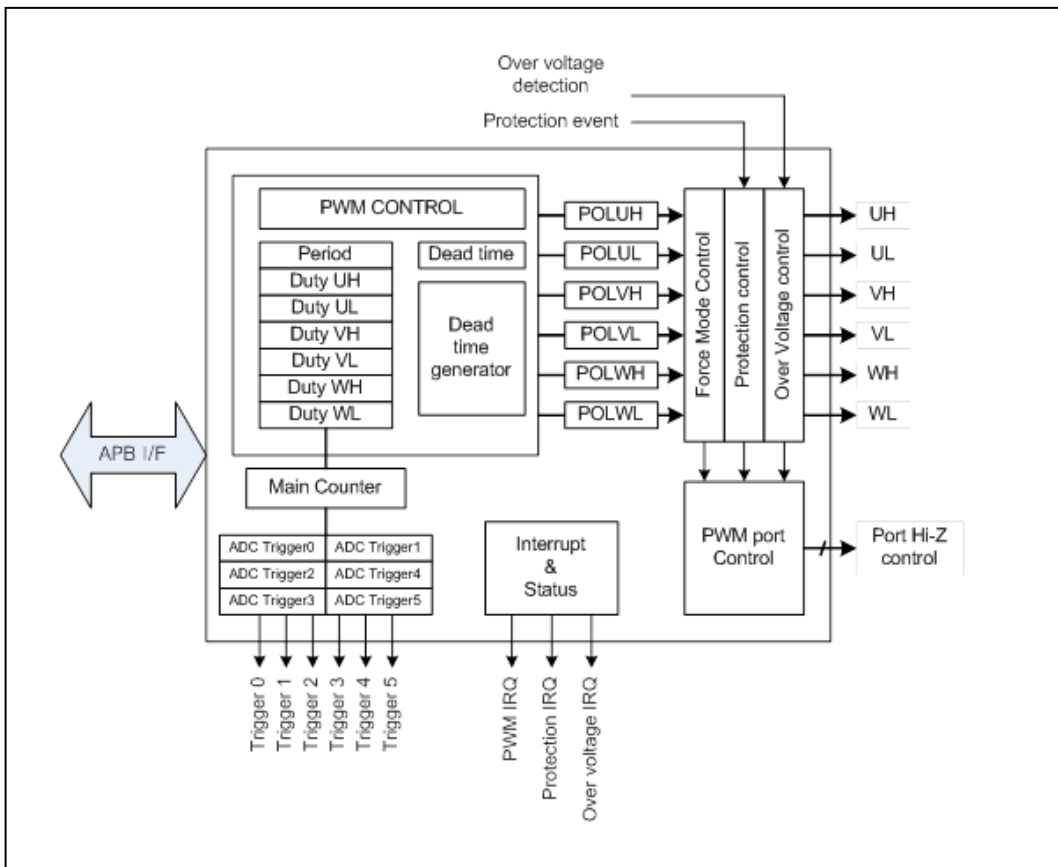 Over voltage
detection
Protection event
PWM CONTROL
Period
Duty UH
Duty UL
Duty VH
Duty VL
Duty WH
Duty WL
Dead time
Dead
time
generator
POLUH
POLUL
POLVH
POLVL
POLWH
POLWL
Force Mode Control
Protection control
Over Voltage control
UH
UL
VH
VL
WH
WL
APB I/F
Main Counter
ADC Trigger0
ADC Trigger1
ADC Trigger2
ADC Trigger4
ADC Trigger3
ADC Trigger5
Interrupt
&
Status
PWM port
Control
Port Hi-Z
control
Trigger 0
Trigger 1
Trigger 2
Trigger 3
Trigger 4
Trigger 5
PWM IRQ
Protection IRQ
Over voltage IRQ